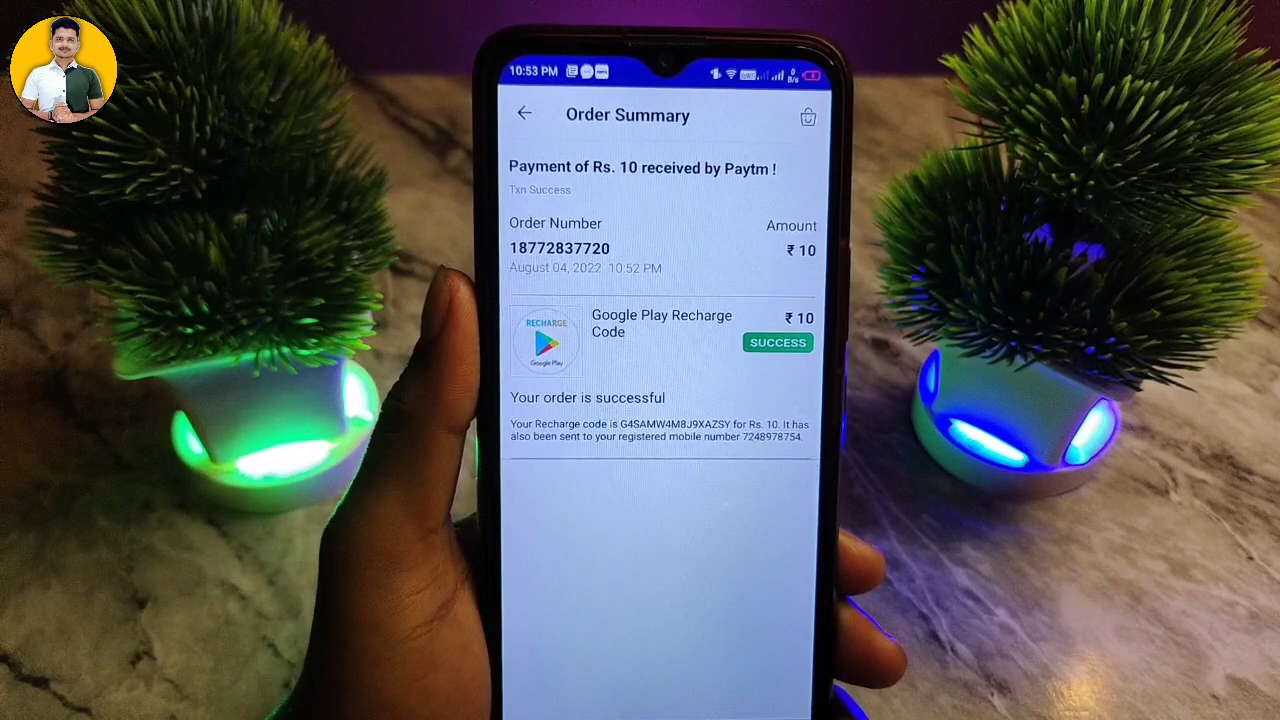 10:53 PM
Order Summary
Payment of Rs. 10 received by Paytm !
Txn Success
Order Number
Amount
18772837720
₹ 10
August 04, 2022 10:52 PM
RECHARGE
Google Play
Google Play Recharge
Code
₹ 10
SUCCESS
Your order is successful
Your Recharge code is G4SAMW4M8J9XAZSY for Rs. 10. It has
also been sent to your registered mobile number 7248978754.